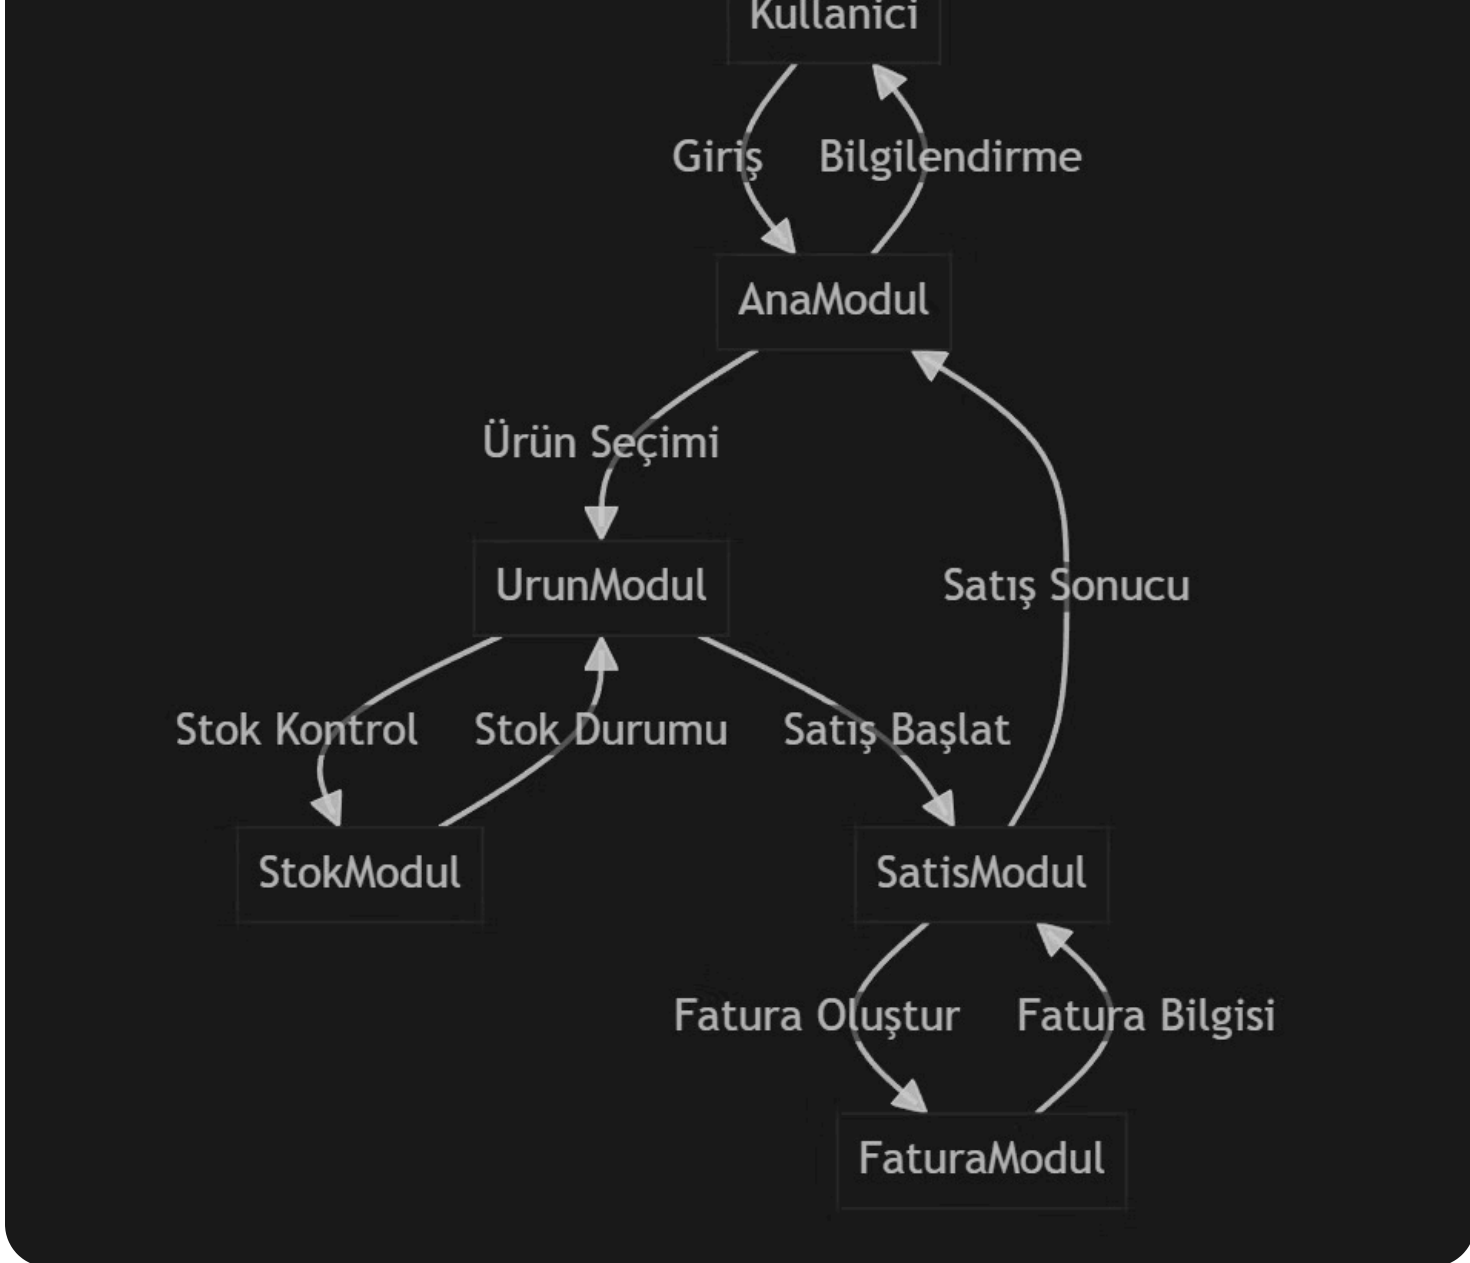 Kullanici
Giriş
Bilgilendirme
AnaModul
Ürün Seçimi
UrunModul
Satış Sonucu
Stok Kontrol
Stok Durumu
Satış Başlat
StokModul
SatisModul
Fatura Oluştur
Fatura Bilgisi
FaturaModul